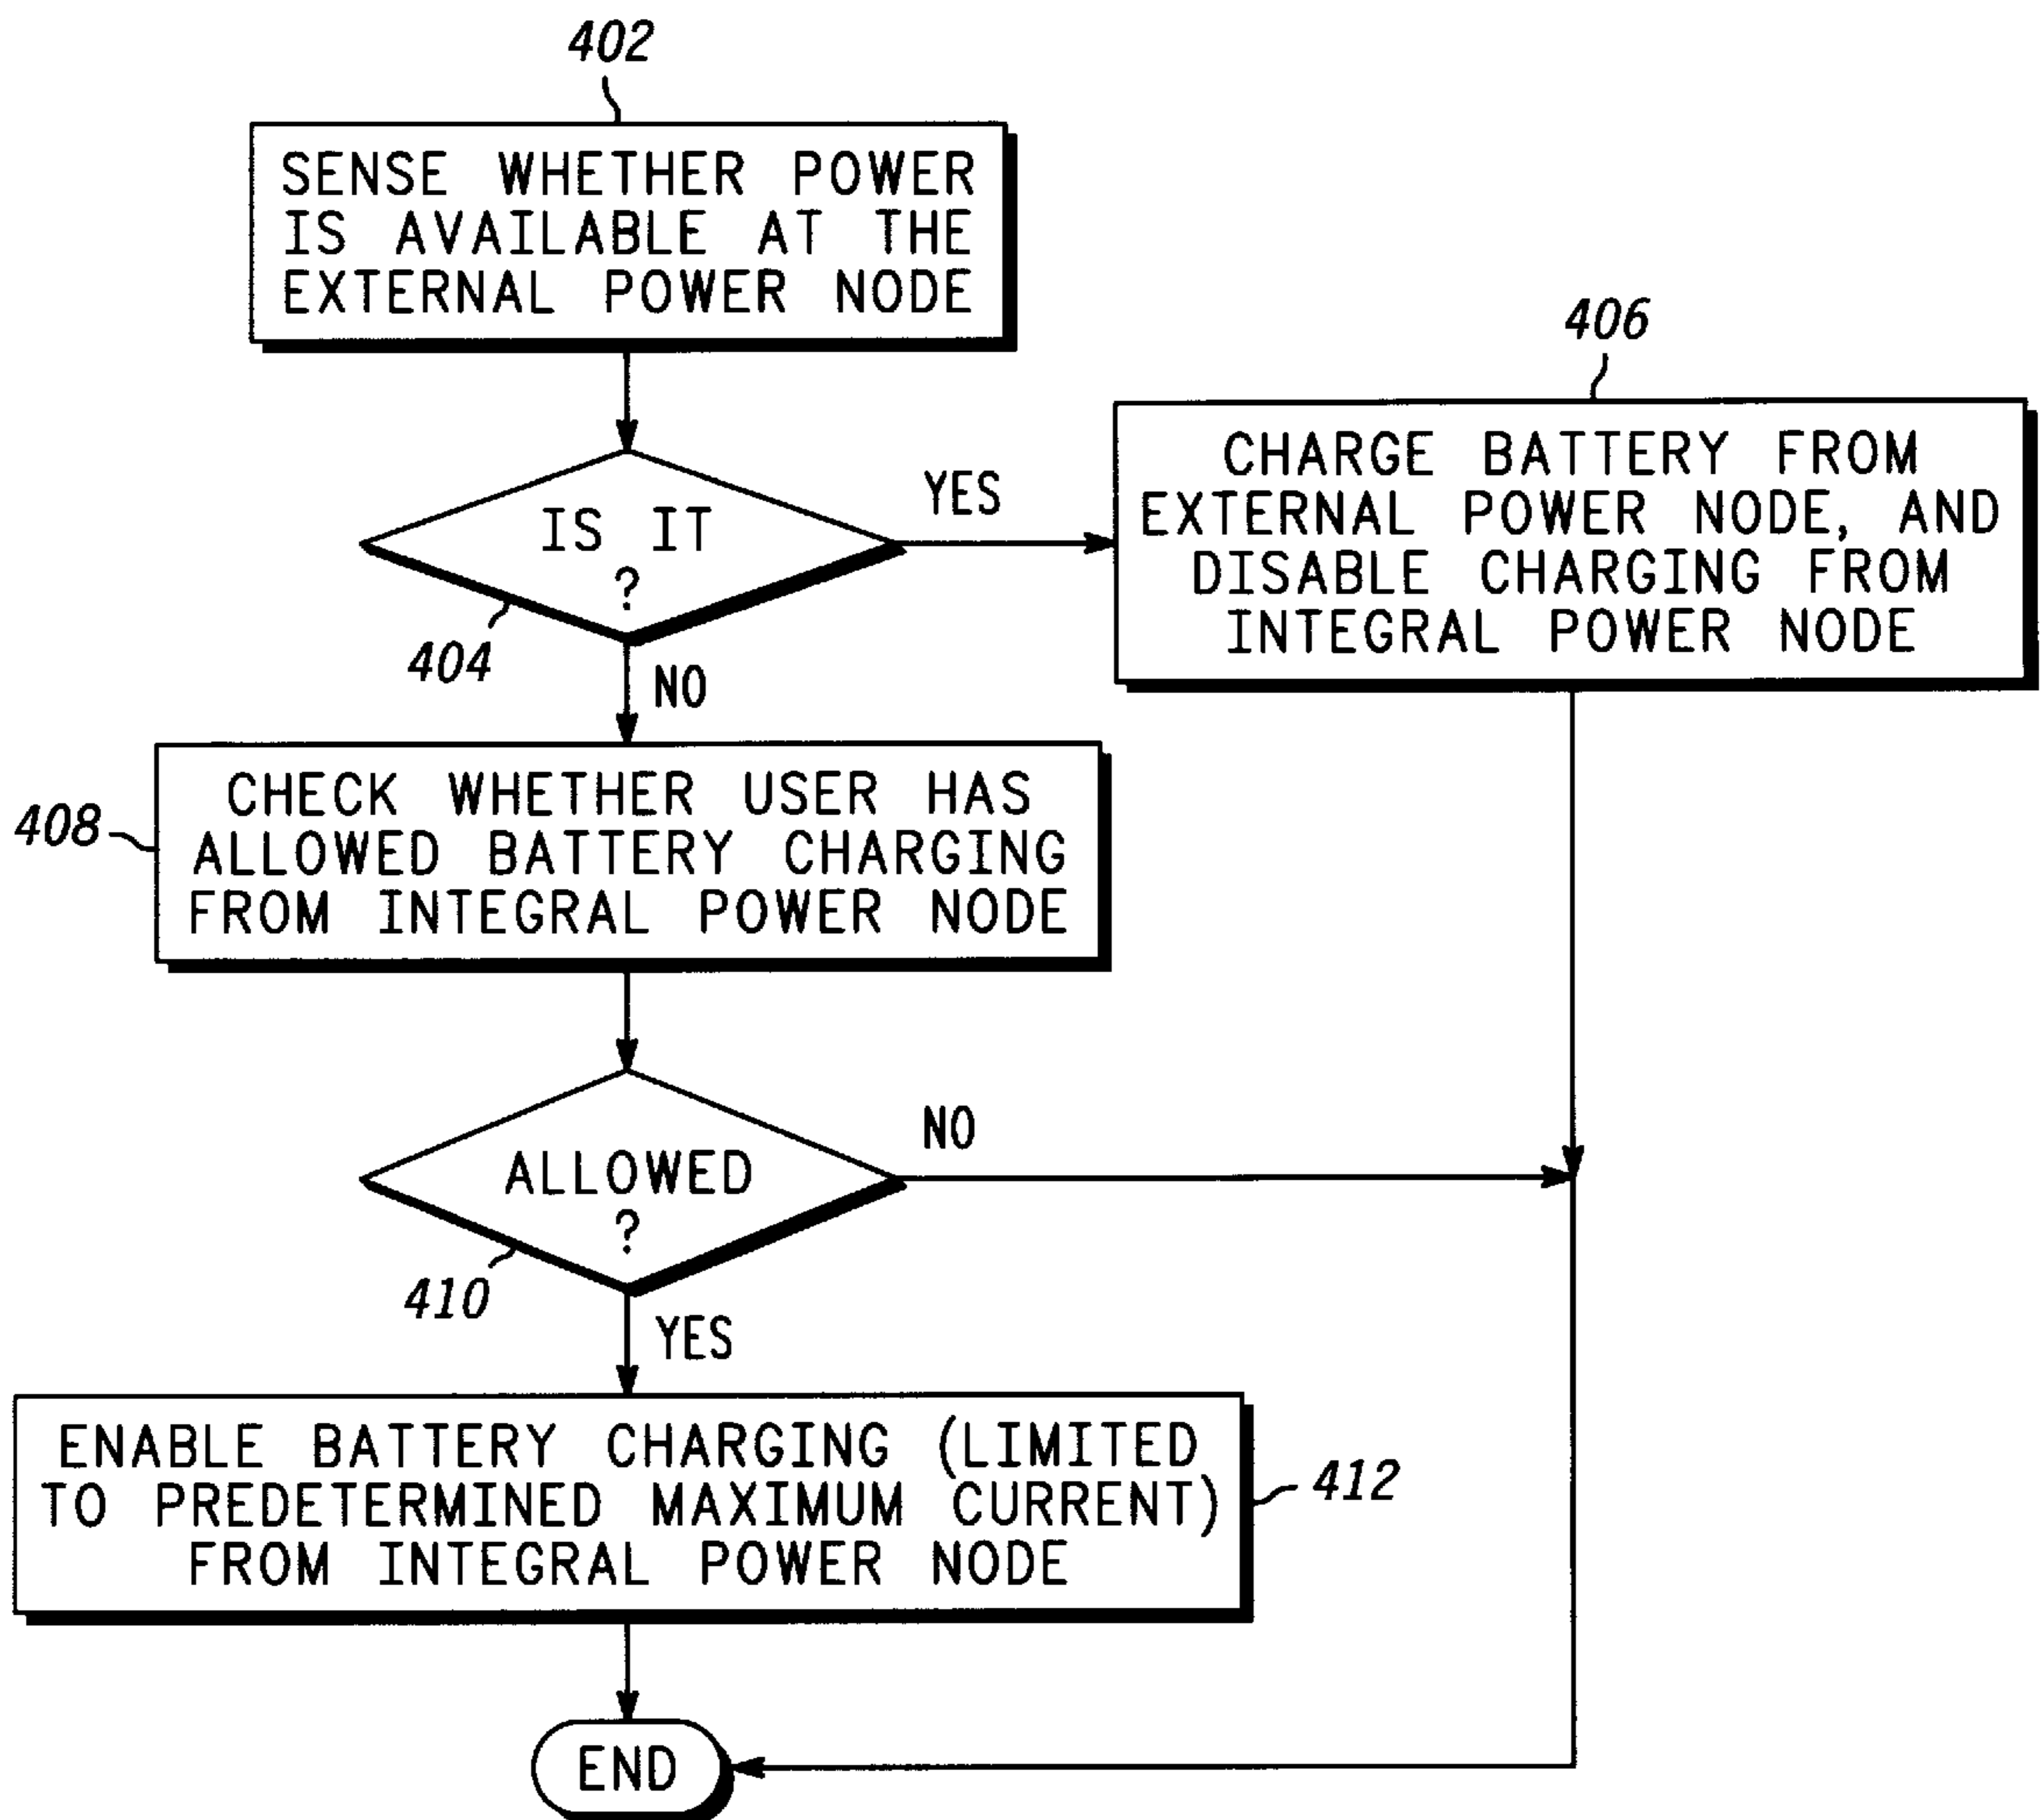 402
SENSE WHETHER POWER
IS AVAILABLE AT THE
EXTERNAL POWER NODE
406
CHARGE BATTERY FROM
EXTERNAL POWER NODE, AND
DISABLE CHARGING FROM
INTEGRAL POWER NODE
YES
IS IT
?
404
NO
408
CHECK WHETHER USER HAS
ALLOWED BATTERY CHARGING
FROM INTEGRAL POWER NODE
NO
ALLOWED
?
410
YES
ENABLE BATTERY CHARGING (LIMITED
TO PREDETERMINED MAXIMUM CURRENT)
FROM INTEGRAL POWER NODE
412
END